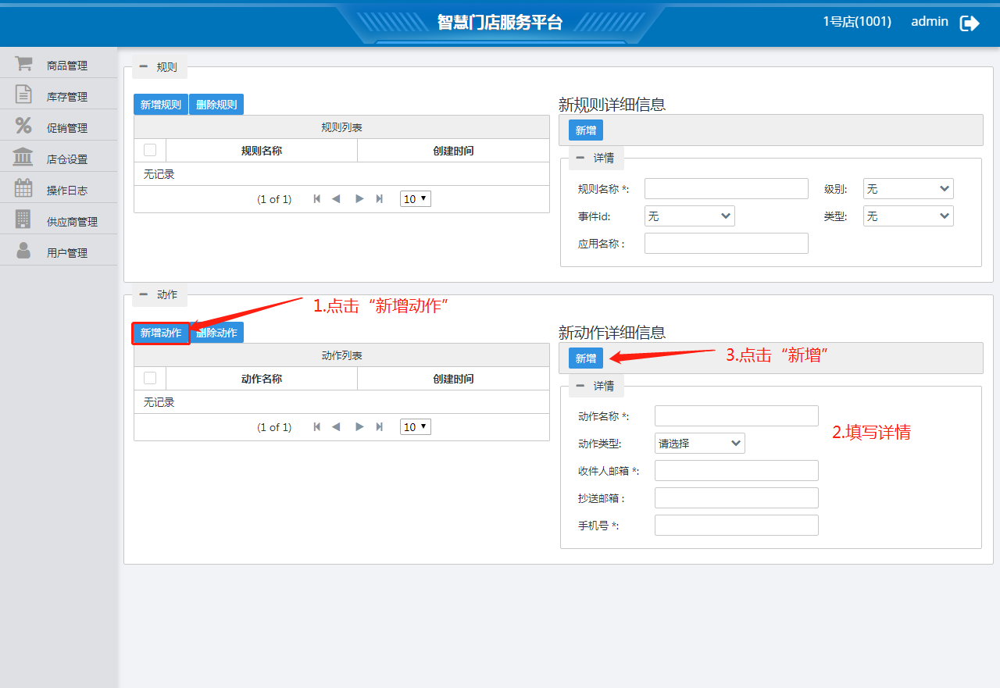 智慧门店服务平台
1号店(1001) admin
商品管理
库存管理
促销管理
店仓设置
操作日志
供应商管理
用户管理
规则
新增规则 删除规则
规则列表
规则名称 创建时间
无记录
(1 of 1) 10
新规则详细信息
新增
详情
规则名称 *: 级别: 无
事件id: 无 类型: 无
应用名称 :
动作
1.点击“新增动作”
新增动作 删除动作
动作列表
动作名称 创建时间
无记录
(1 of 1) 10
新动作详细信息
新增 3.点击“新增”
详情
动作名称 *:
2.填写详情
动作类型: 请选择
收件人邮箱 *:
抄送邮箱 :
手机号 *: